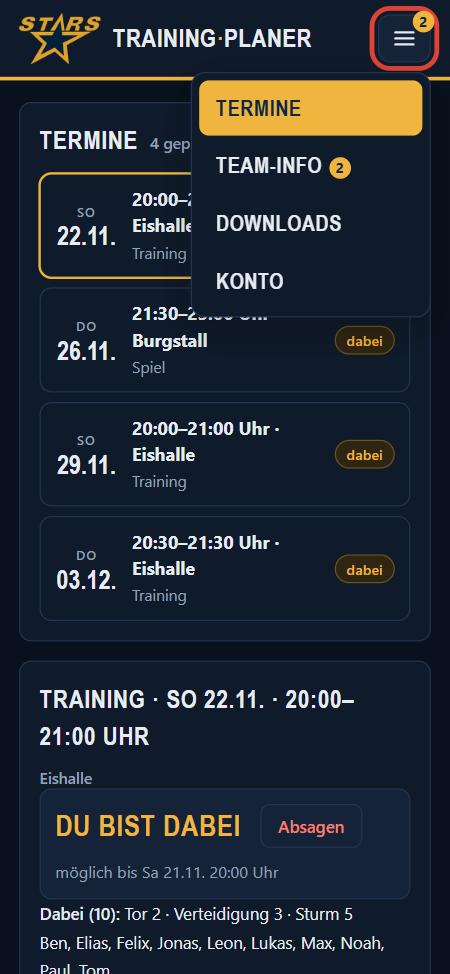 STARS
TRAINING·PLANER
2
TERMINE
TEAM-INFO 2
DOWNLOADS
KONTO
TERMINE 4 gep
SO
22.11.
20:00–2
Eishalle
Training
DO
26.11.
Burgstall
Spiel
dabei
SO
29.11.
20:00–21:00 Uhr ·
Eishalle
Training
dabei
DO
03.12.
20:30–21:30 Uhr ·
Eishalle
Training
dabei
TRAINING · SO 22.11. · 20:00–
21:00 UHR
Eishalle
DU BIST DABEI
Absagen
möglich bis Sa 21.11. 20:00 Uhr
Dabei (10): Tor 2 · Verteidigung 3 · Sturm 5
Ben, Elias, Felix, Jonas, Leon, Lukas, Max, Noah,
Paul, Tom